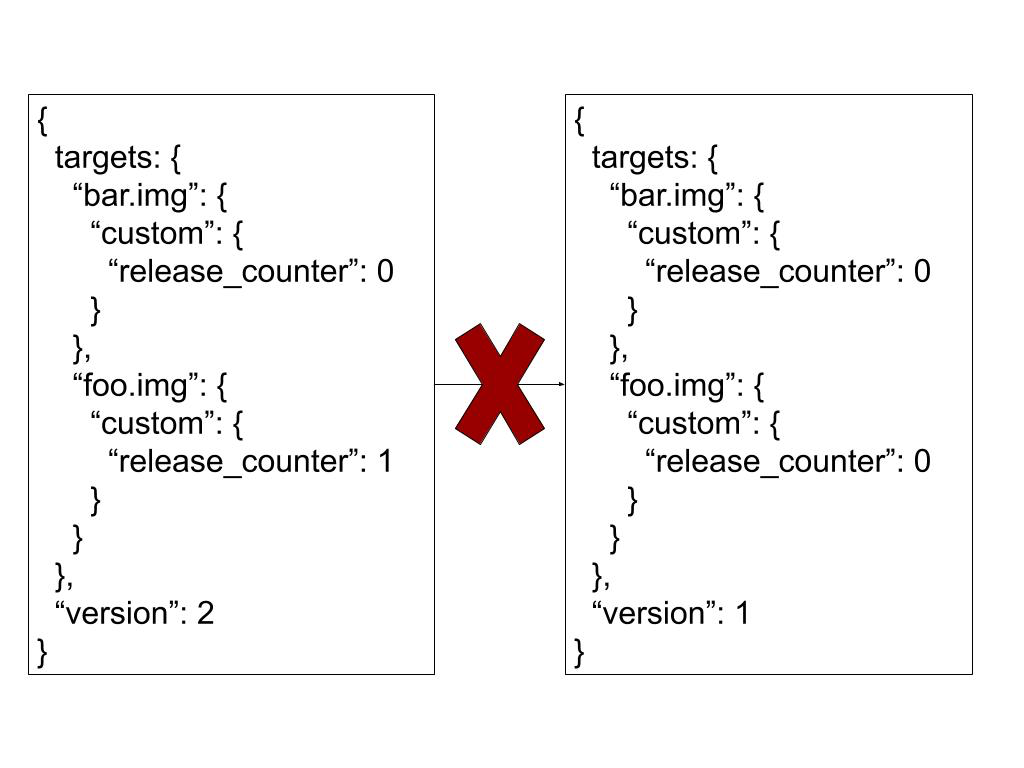 {
targets: {
“bar.img”: {
“custom”: {
“release_counter”: 0
}
},
“foo.img”: {
“custom”: {
“release_counter”: 1
}
}
},
“version”: 2
}
{
targets: {
“bar.img”: {
“custom”: {
“release_counter”: 0
}
},
“foo.img”: {
“custom”: {
“release_counter”: 0
}
}
},
“version”: 1
}